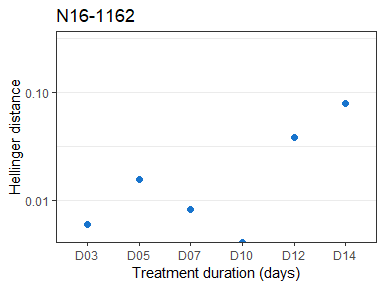 N16-1162
Hellinger distance
0.10
0.01
D03 D05 D07 D10 D12 D14
Treatment duration (days)